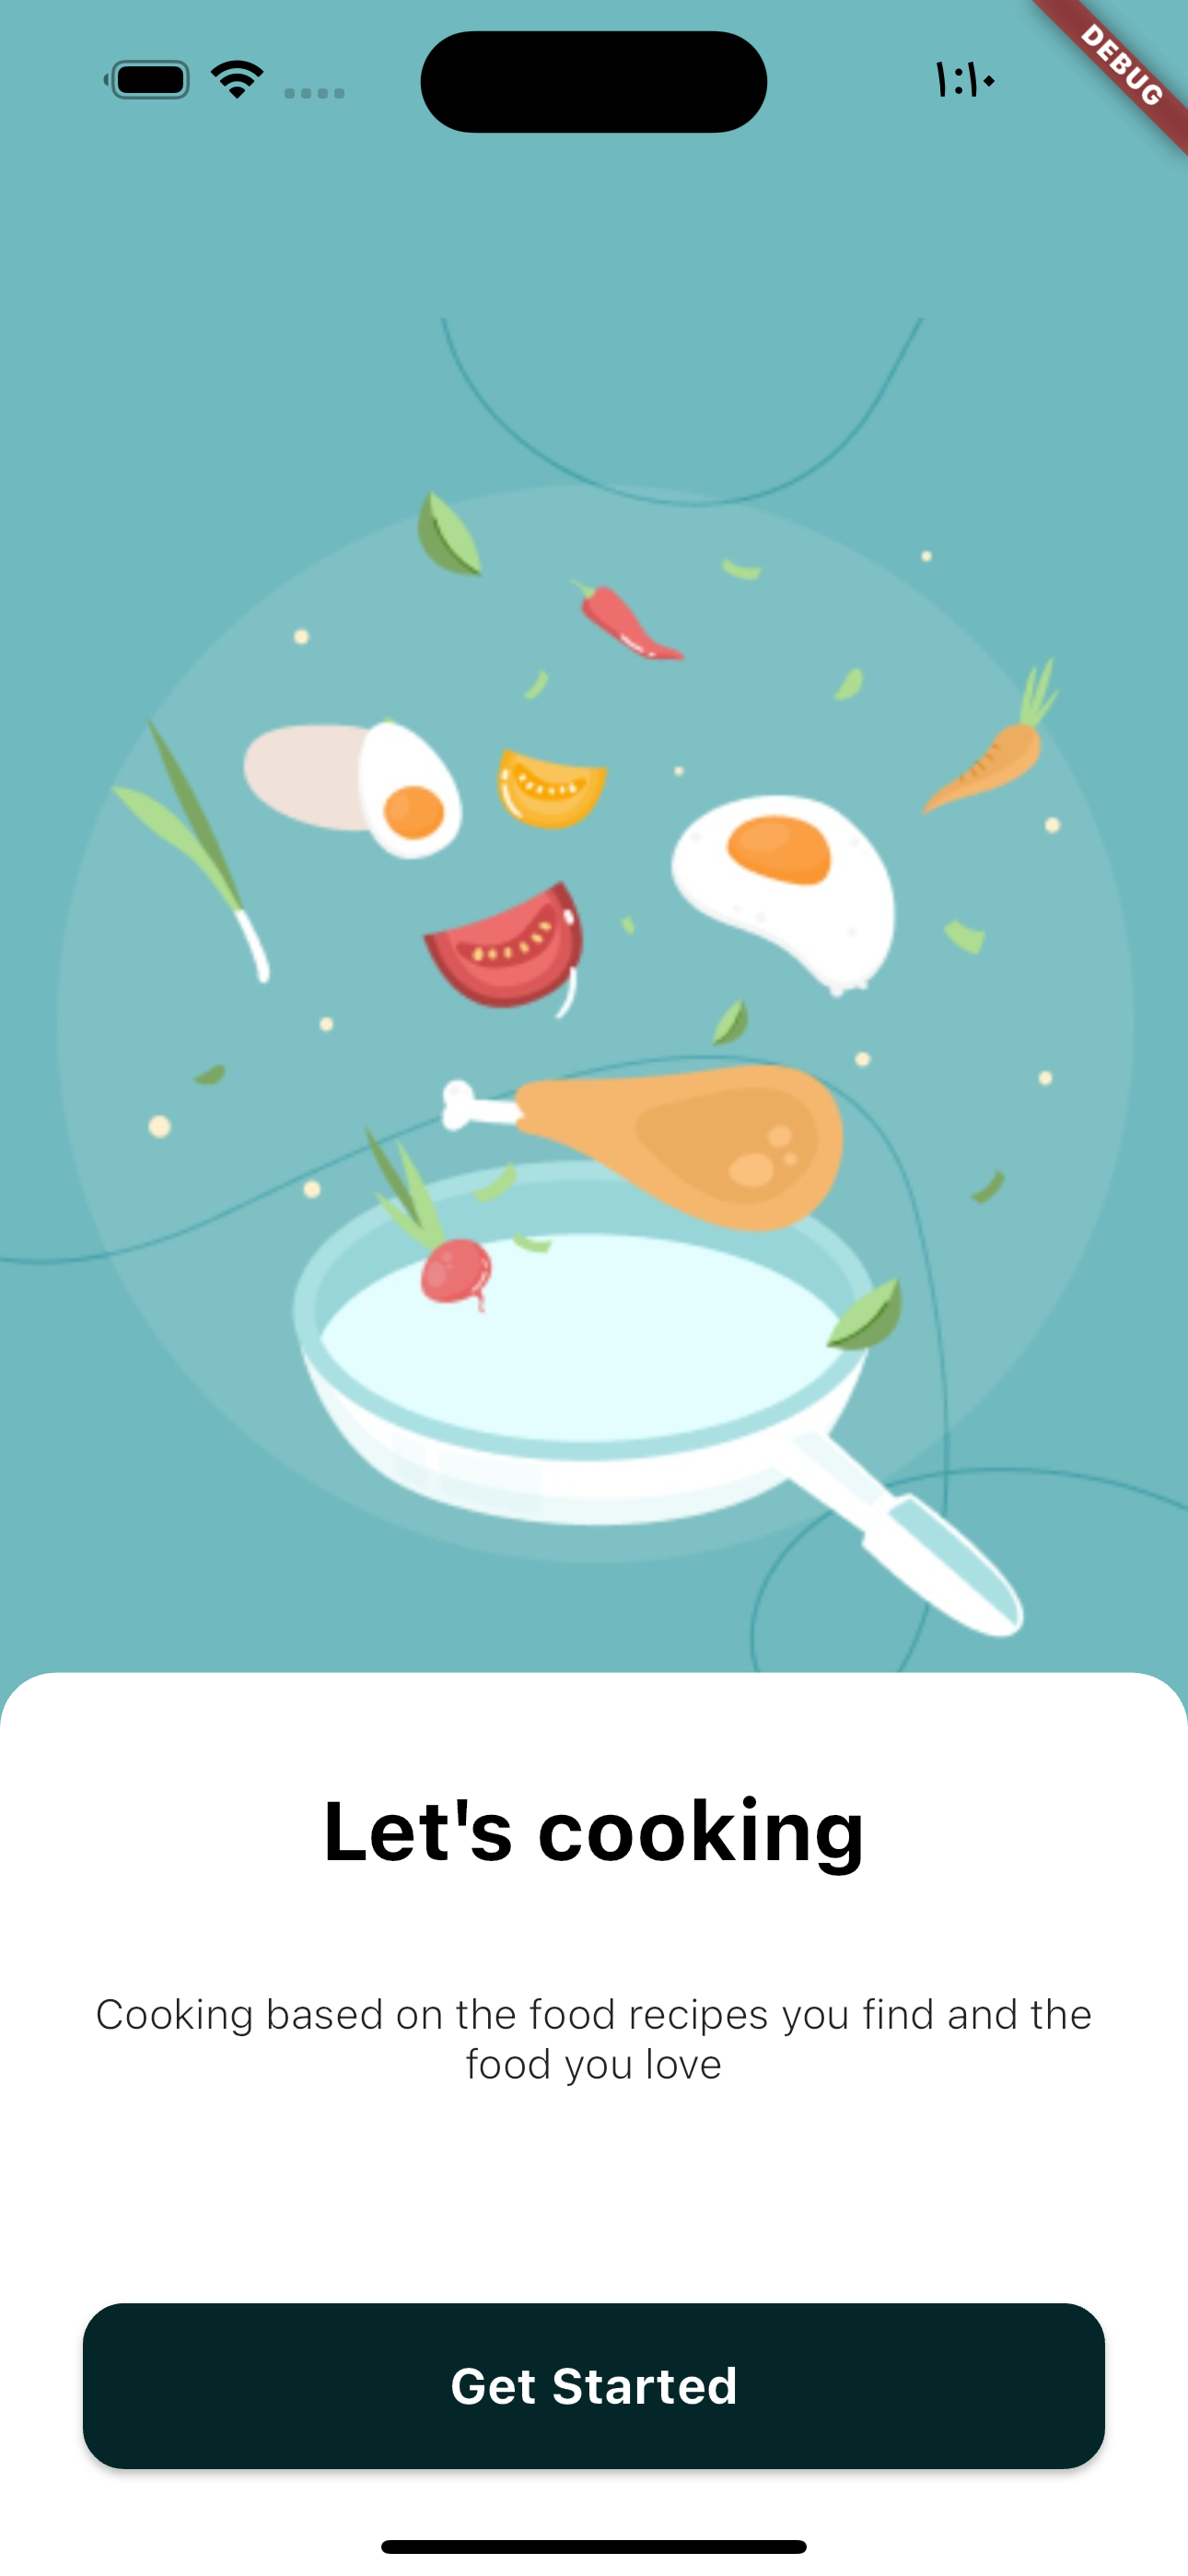 ١:١٠
DEBUG
Let's cooking
Cooking based on the food recipes you find and the
food you love
Get Started